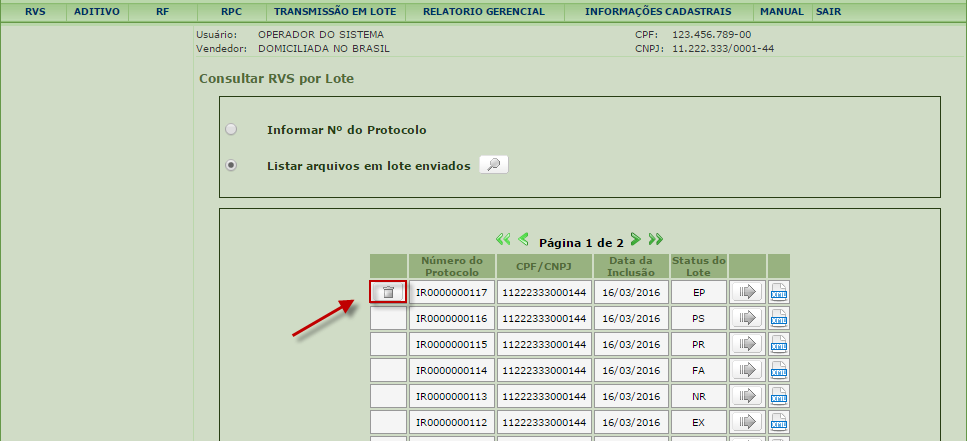 RVS ADITIVO RF RPC TRANSMISSÃO EM LOTE RELATORIO GERENCIAL INFORMAÇÕES CADASTRAIS MANUAL SAIR
Usuário: OPERADOR DO SISTEMA CPF: 123.456.789-00
Vendedor: DOMICILIADA NO BRASIL CNPJ: 11.222.333/0001-44
Consultar RVS por Lote
Informar Nº do Protocolo
Listar arquivos em lote enviados
Página 1 de 2
Número do Protocolo CPF/CNPJ Data da Inclusão Status do Lote
IR0000000117 11222333000144 16/03/2016 EP XML
IR0000000116 11222333000144 16/03/2016 PS XML
IR0000000115 11222333000144 16/03/2016 PR XML
IR0000000114 11222333000144 16/03/2016 FA XML
IR0000000113 11222333000144 16/03/2016 NR XML
IR0000000112 11222333000144 16/03/2016 EX XML